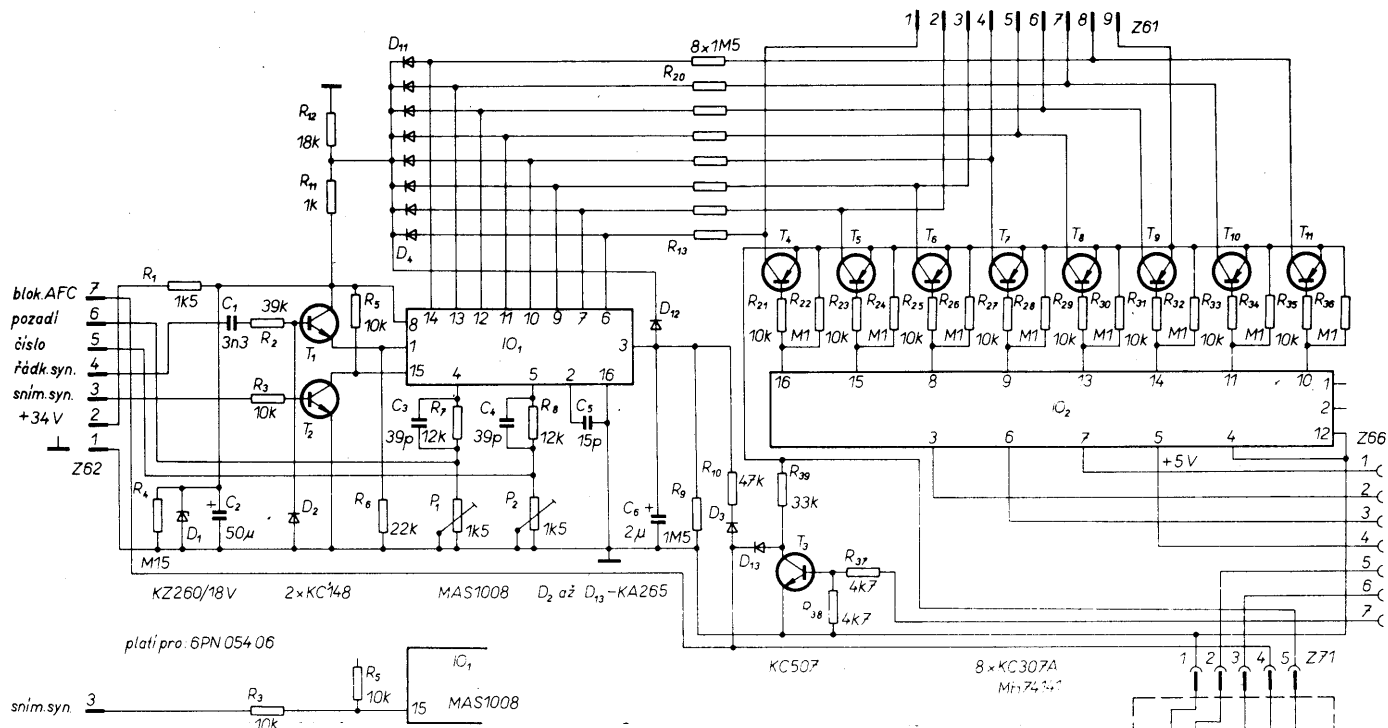 1 2 3 4 5 6 7 8 9 Z61
D11
8x1M5
R20
R12
18k
R11
1k
D4
R13
T4 T5 T6 T7 T8 T9 T10 T11
R1
1k5
blok.AFC 7
pozadí 6
číslo 5
řádk.syn. 4
sním.syn. 3
+34V 2
1
Z62
C1
3n3
39k
R2
T1
R5
10k
R3
10k
T2
14 13 12 11 10 9 7 6
8
1
15
IO1
3
4 5 2 16
D12
R21 R22 R23 R24 R25 R26 R27 R28 R29 R30 R31 R32 R33 R34 R35 R36
10k M1 10k M1 10k M1 10k M1 10k M1 10k M1 10k M1 10k M1
16 15 8 9 13 14 11 10
1
2
12
IO2
3 6 7 5 4
+5V
Z66
1
2
3
4
5
6
7
C3
39p
R7
12k
C4
39p
R8
12k
C5
15p
R4
M15
D1
C2
+
50µ
D2
R6
22k
P1
1k5
P2
1k5
C6 +
2µ
R9
1M5
R10
47k
D3
D13
R39
33k
T3
R37
4k7
R38
4k7
KZ260/18V 2xKC148 MAS1008 D2 až D13-KA265
KC507 8xKC307A
MH74141
1 2 3 4 5 Z71
platí pro: 6PN 054 06
sním.syn. 3
R3
10k
R5
10k
IO1
15 MAS1008